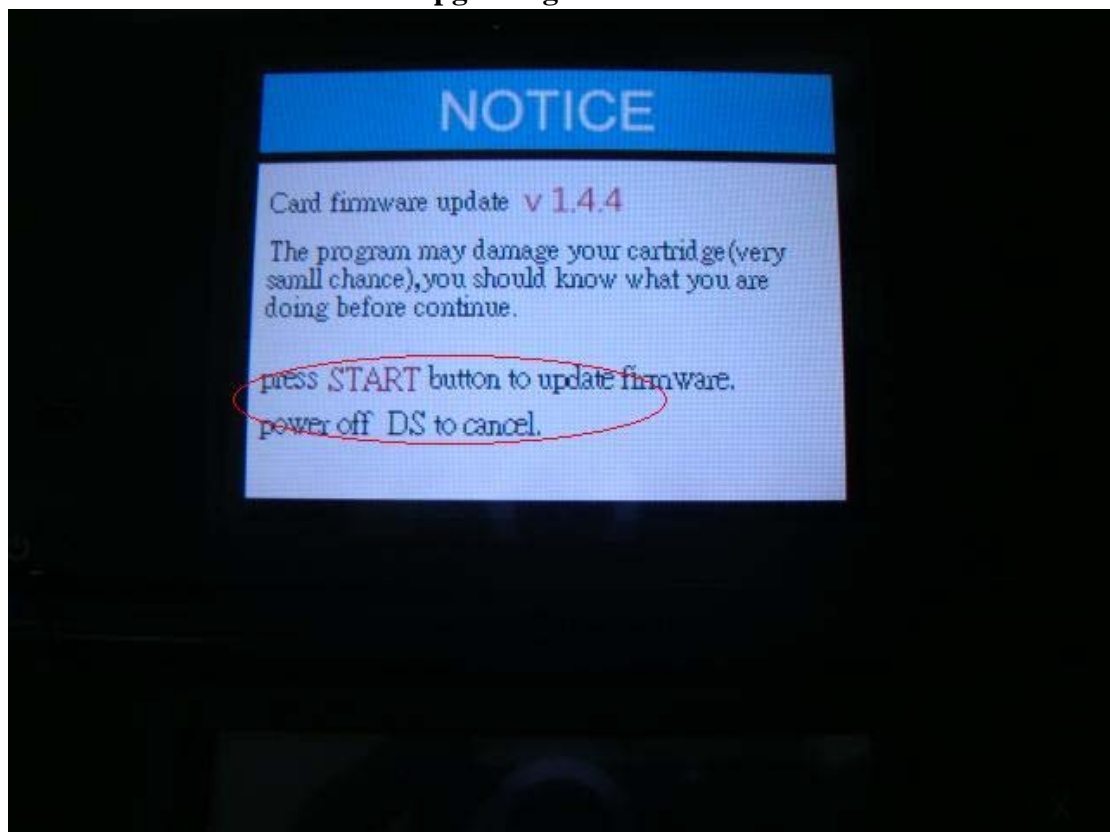 NOTICE
Card firmware update v 1.4.4
The program may damage your cartridge(very
samll chance),you should know what you are
doing before continue.
press START button to update firmware.
power off DS to cancel.